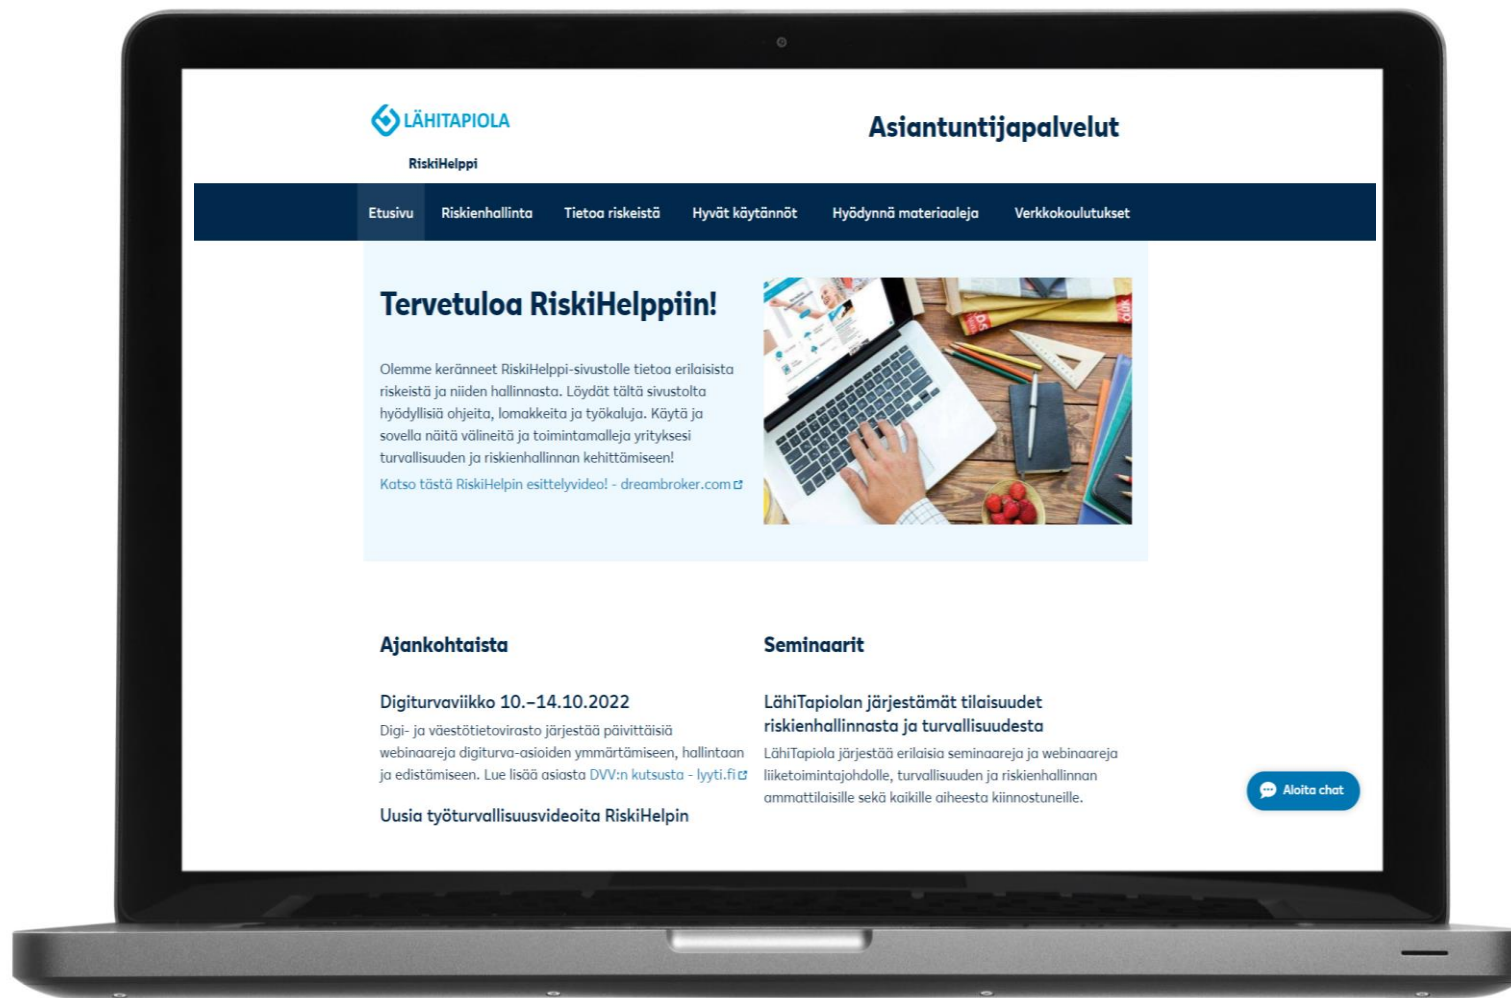 LÄHITAPIOLA
Asiantuntijapalvelut
RiskiHelppi
Etusivu Riskienhallinta Tietoa riskeistä Hyvät käytännöt Hyödynnä materiaaleja Verkkokoulutukset
Tervetuloa RiskiHelppiin!
Olemme keränneet RiskiHelppi-sivustolle tietoa erilaisista
riskeistä ja niiden hallinnasta. Löydät tältä sivustolta
hyödyllisiä ohjeita, lomakkeita ja työkaluja. Käytä ja
sovella näitä välineitä ja toimintamalleja yrityksesi
turvallisuuden ja riskienhallinnan kehittämiseen!
Katso tästä RiskiHelpin esittelyvideo! - dreambroker.com
Ajankohtaista
Digiturvaviikko 10.–14.10.2022
Digi- ja väestötietovirasto järjestää päivittäisiä
webinaareja digiturva-asioiden ymmärtämiseen, hallintaan
ja edistämiseen. Lue lisää asiasta DVV:n kutsusta - lyyti.fi
Uusia työturvallisuusvideoita RiskiHelpin
Seminaarit
LähiTapiolan järjestämät tilaisuudet
riskienhallinnasta ja turvallisuudesta
LähiTapiola järjestää erilaisia seminaareja ja webinaareja
liiketoimintajohdolle, turvallisuuden ja riskienhallinnan
ammattilaisille sekä kaikille aiheesta kiinnostuneille.
Aloita chat